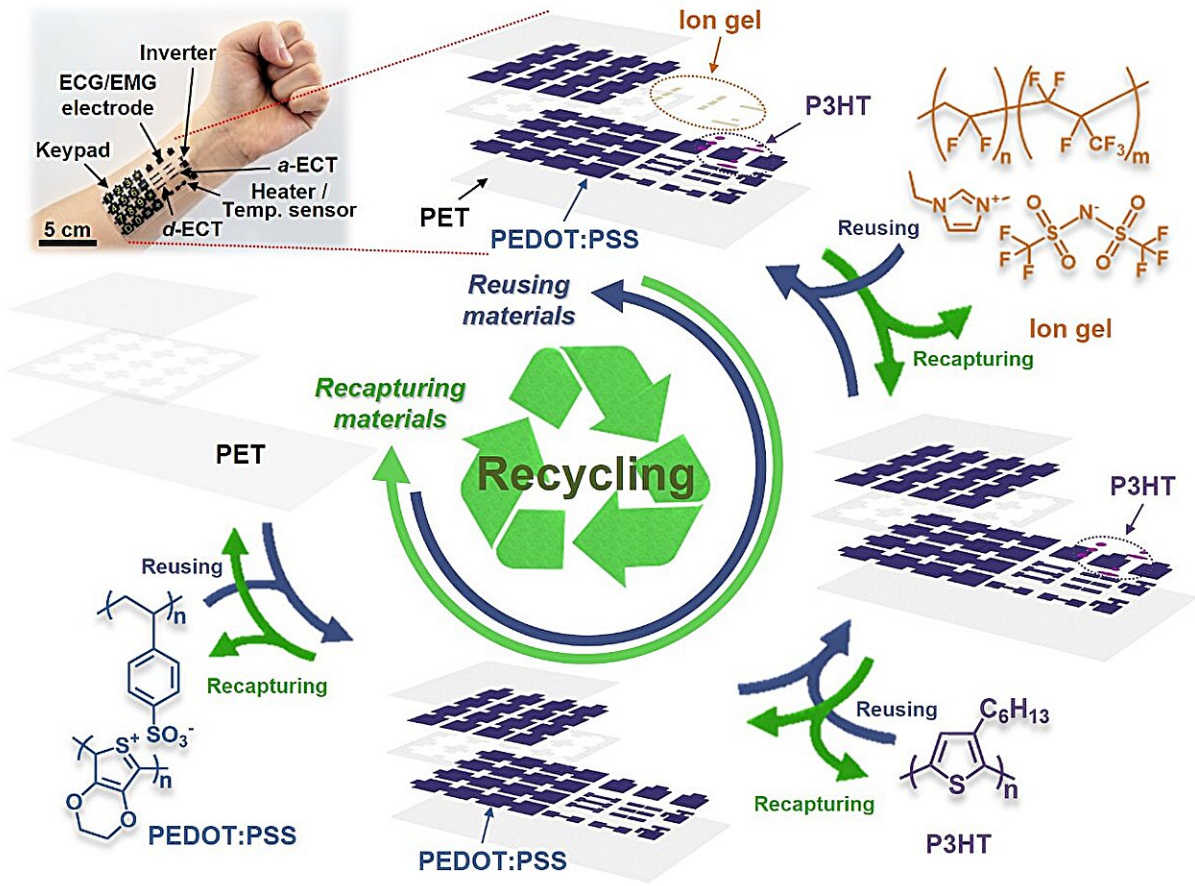 Inverter
ECG/EMG
electrode
Keypad
a-ECT
Heater /
Temp. sensor
d-ECT
5 cm
Ion gel
P3HT
PET
PEDOT:PSS
F F
F F
F
CF₃
n
m
N⁺
N
O O
S N⁻ S
F F
F F
F F
O O
Ion gel
Reusing
Recapturing
Reusing
materials
Recapturing
materials
Recycling
PET
P3HT
Reusing
Recapturing
n
SO₃⁻
S⁺
n
O
O
PEDOT:PSS
PEDOT:PSS
Reusing
Recapturing
C₆H₁₃
S
n
P3HT